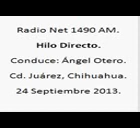 Radio Net 1490 AM.
Hilo Directo.
Conduce: Ángel Otero.
Cd. Juárez, Chihuahua.
24 Septiembre 2013.